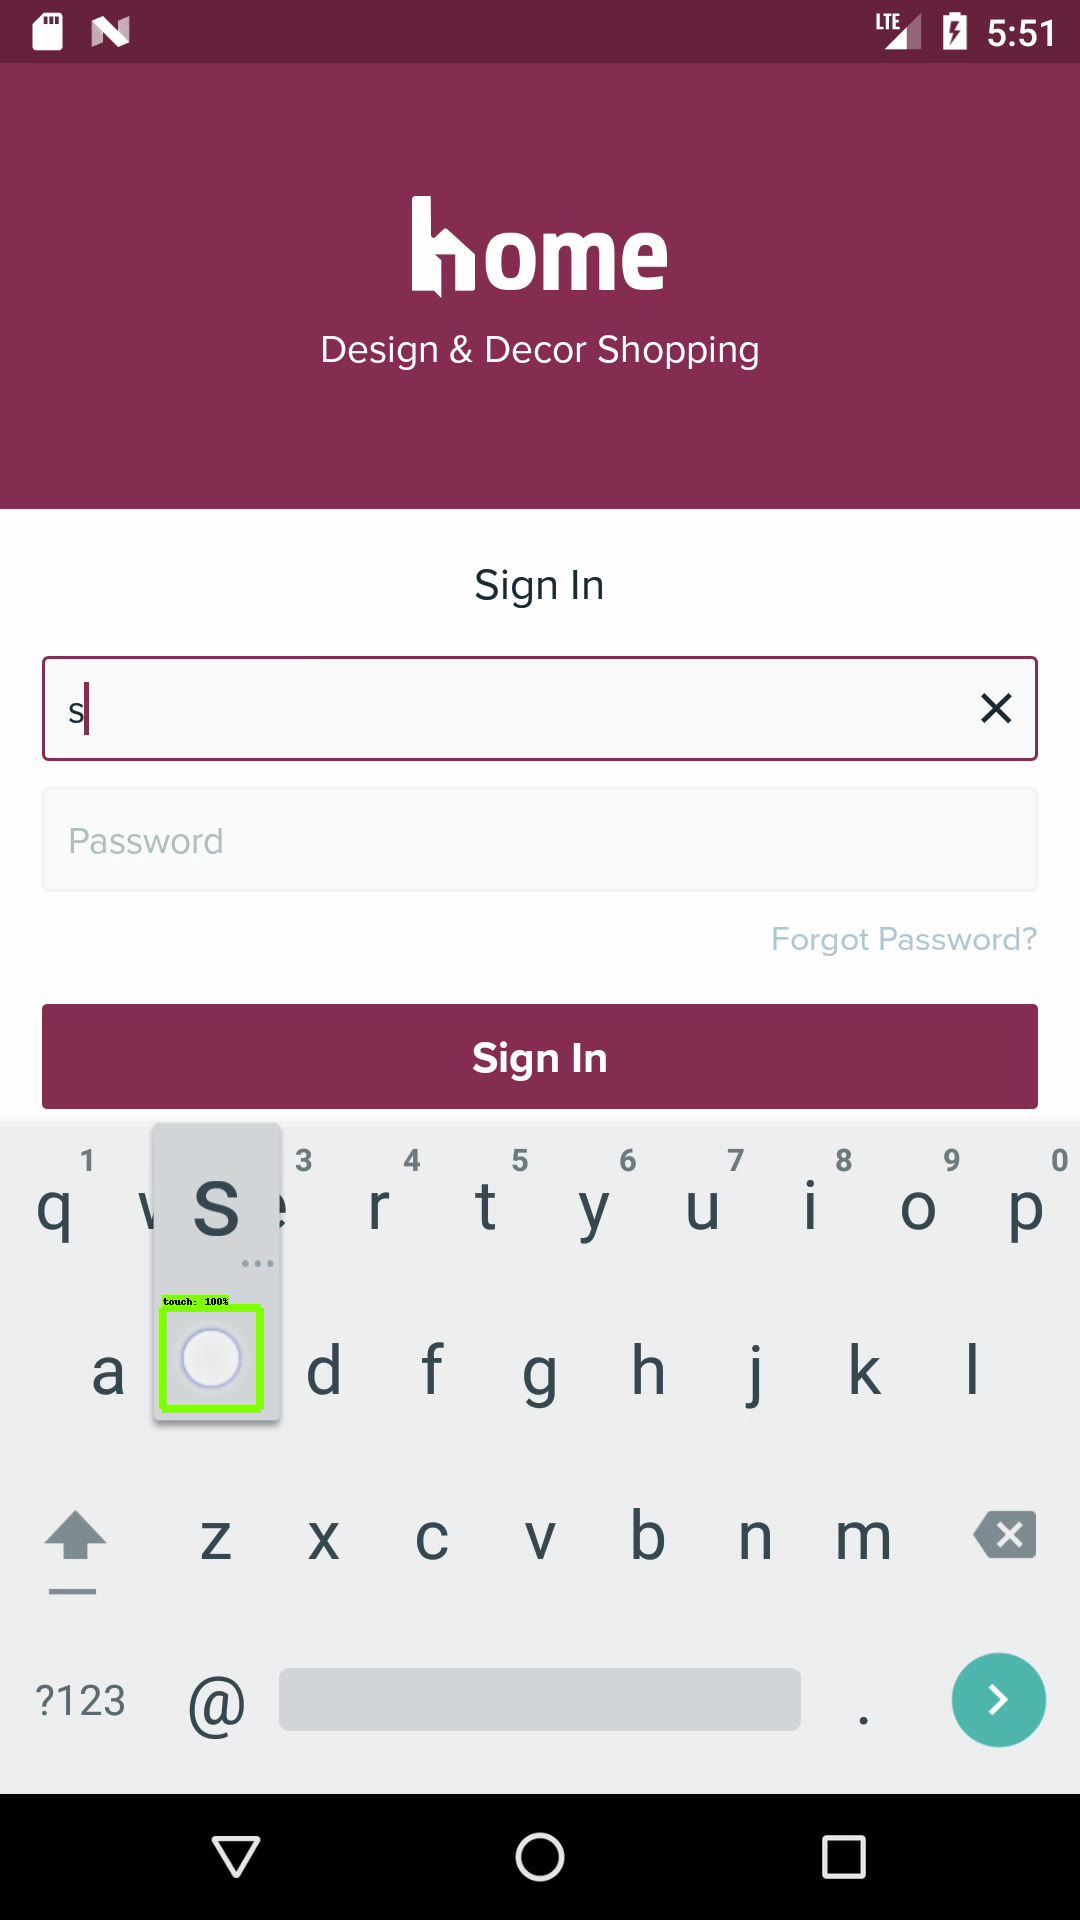 LTE 5:51
home
Design & Decor Shopping
Sign In
s
Password
Forgot Password?
Sign In
1 3 4 5 6 7 8 9 0
q s r t y u i o p
touch: 100%
a d f g h j k l
z x c v b n m
?123 @ .